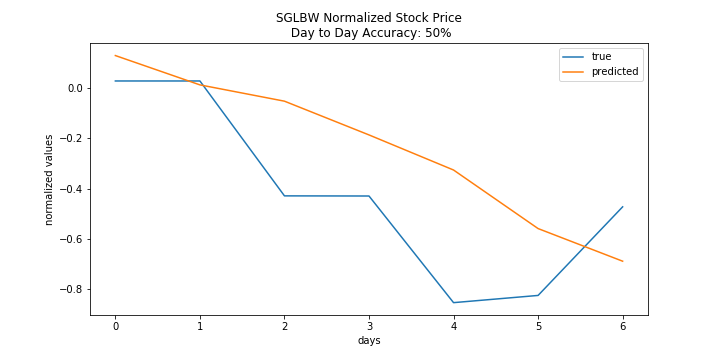 SGLBW Normalized Stock Price
Day to Day Accuracy: 50%
true
predicted
normalized values
0.0
−0.2
−0.4
−0.6
−0.8
0 1 2 3 4 5 6
days